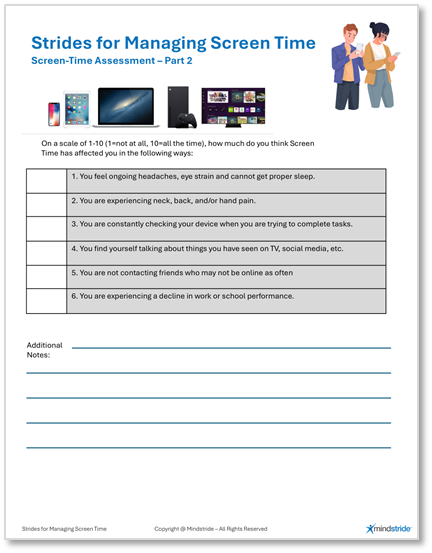 Strides for Managing Screen Time
Screen-Time Assessment – Part 2
On a scale of 1-10 (1=not at all, 10=all the time), how much do you think Screen
Time has affected you in the following ways:
1. You feel ongoing headaches, eye strain and cannot get proper sleep.
2. You are experiencing neck, back, and/or hand pain.
3. You are constantly checking your device when you are trying to complete tasks.
4. You find yourself talking about things you have seen on TV, social media, etc.
5. You are not contacting friends who may not be online as often
6. You are experiencing a decline in work or school performance.
Additional
Notes:
Strides for Managing Screen Time
Copyright @ Mindstride – All Rights Reserved
mindstride